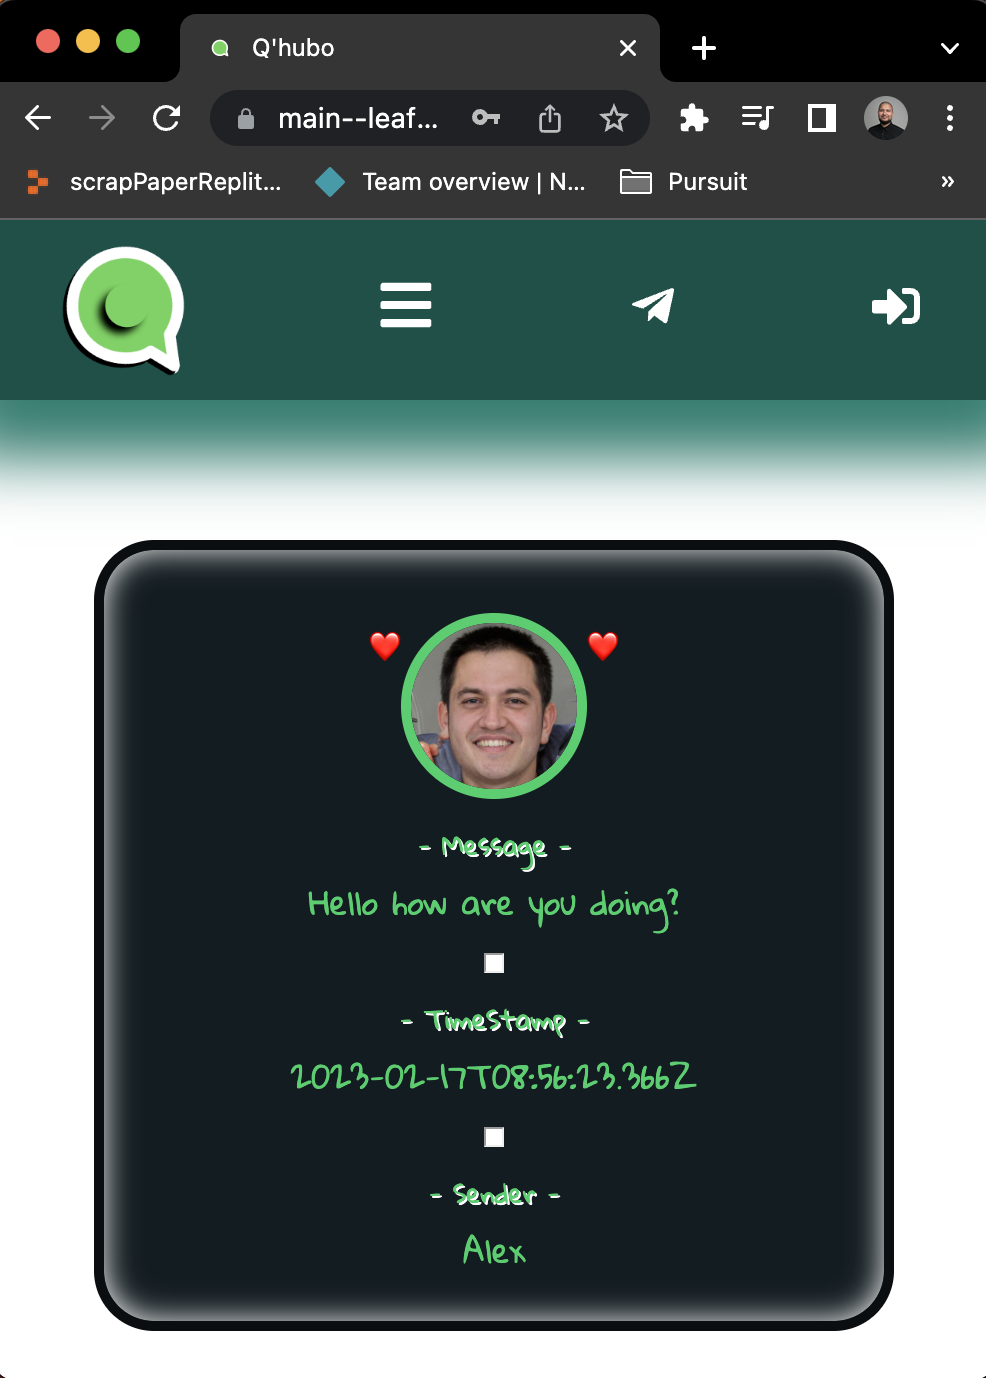 Q'hubo
main--leaf...
scrapPaperReplit...
Team overview | N...
Pursuit
»
- Message -
Hello how are you doing?
- TimeStamp -
2023-02-17T08:56:23.366Z
- Sender -
Alex